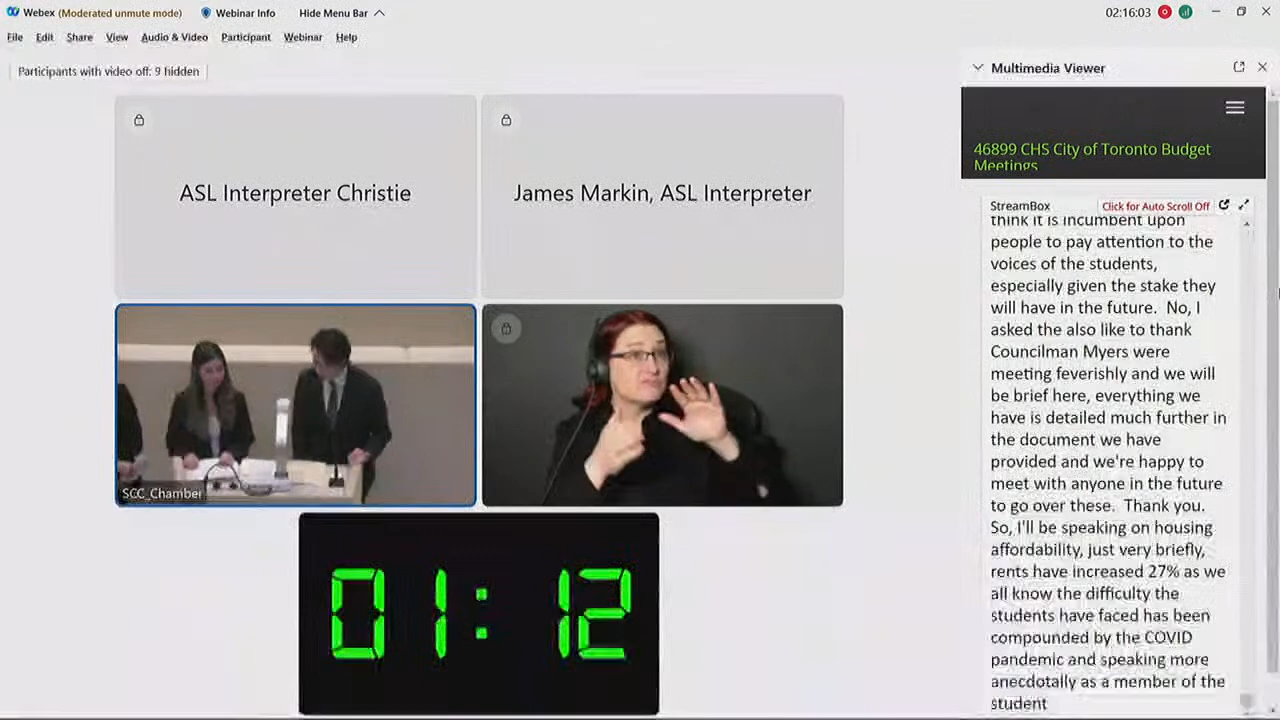 Webex (Moderated unmute mode) Webinar Info Hide Menu Bar 02:16:03
File Edit Share View Audio & Video Participant Webinar Help
Participants with video off: 9 hidden
ASL Interpreter Christie
James Markin, ASL Interpreter
SCC_Chamber
01:12
Multimedia Viewer
46899 CHS City of Toronto Budget
Meetings
StreamBox Click for Auto Scroll Off
think it is incumbent upon
people to pay attention to the
voices of the students,
especially given the stake they
will have in the future. No, I
asked the also like to thank
Councilman Myers were
meeting feverishly and we will
be brief here, everything we
have is detailed much further in
the document we have
provided and we're happy to
meet with anyone in the future
to go over these. Thank you.
So, I'll be speaking on housing
affordability, just very briefly,
rents have increased 27% as we
all know the difficulty the
students have faced has been
compounded by the COVID
pandemic and speaking more
anecdotally as a member of the
student